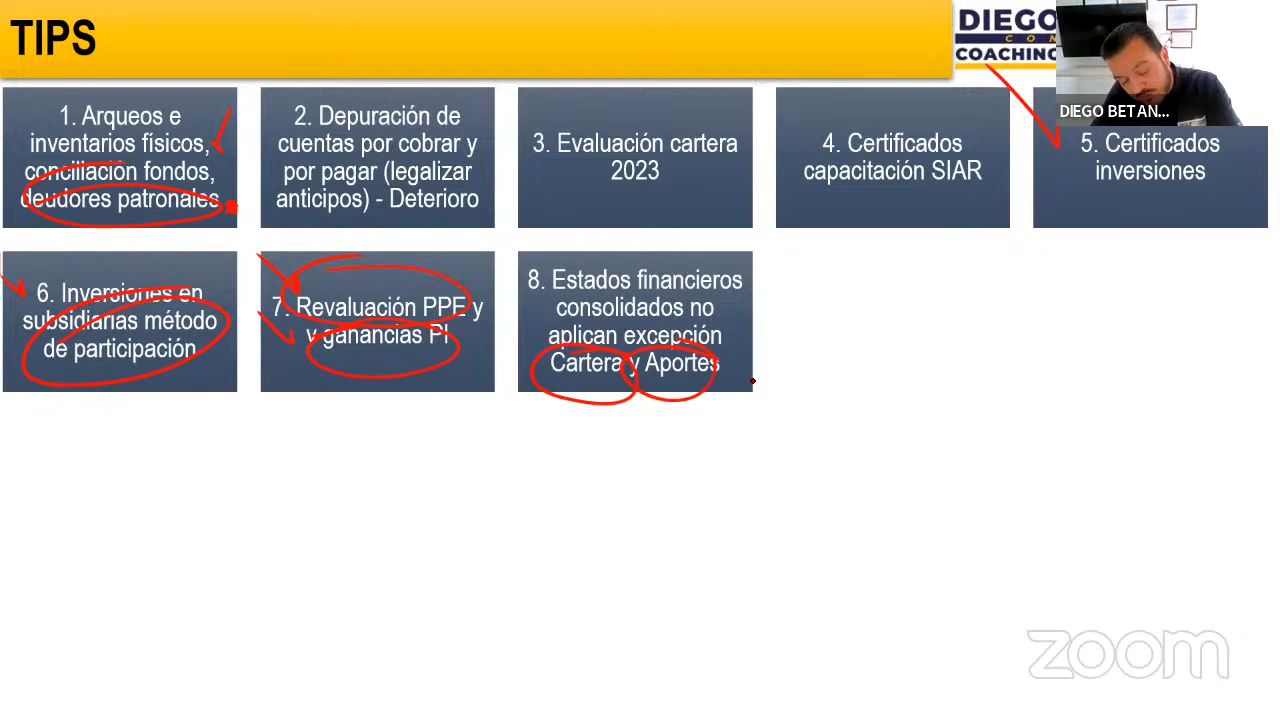 TIPS
DIEGO
CON
COACHING
DIEGO BETAN...
1. Arqueos e
inventarios físicos,
conciliación fondos,
deudores patronales
2. Depuración de
cuentas por cobrar y
por pagar (legalizar
anticipos) - Deterioro
3. Evaluación cartera
2023
4. Certificados
capacitación SIAR
5. Certificados
inversiones
6. Inversiones en
subsidiarias método
de participación
7. Revaluación PPE y
v ganancias PI
8. Estados financieros
consolidados no
aplican excepción
Cartera y Aportes
zoom